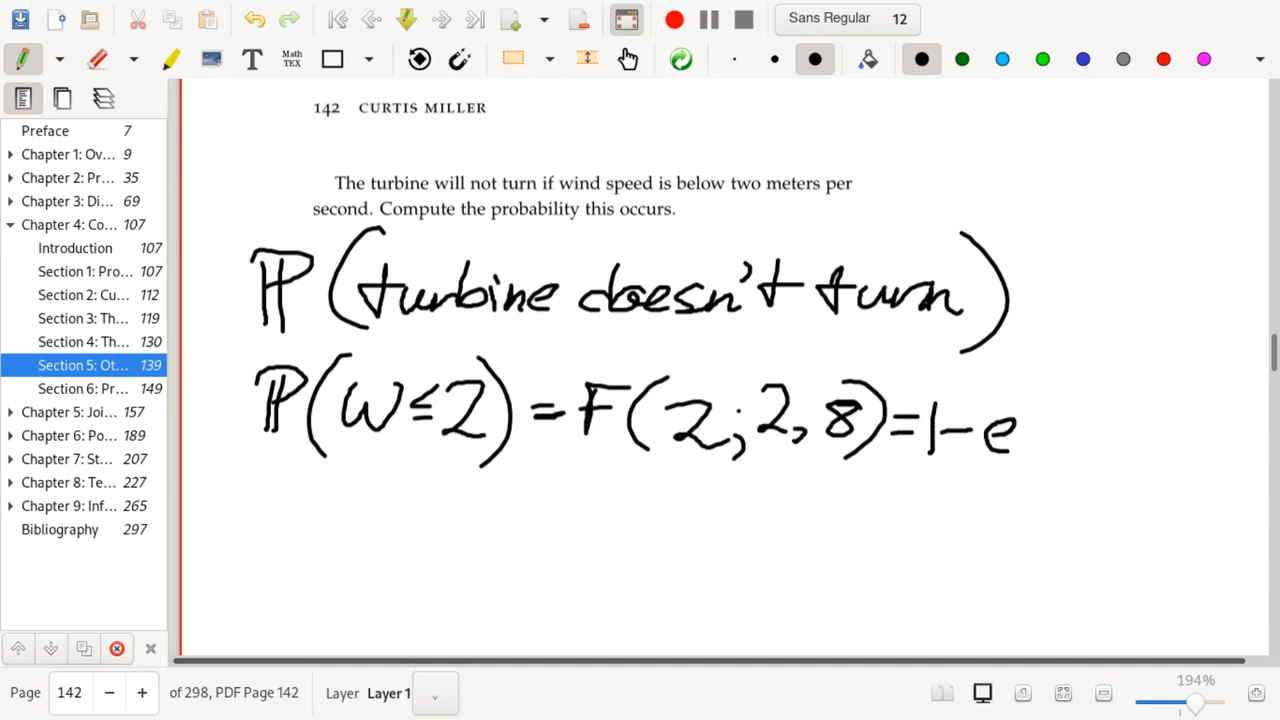 Sans Regular 12
Math
TEX
Preface 7
Chapter 1: Ov... 9
Chapter 2: Pr... 35
Chapter 3: Di... 69
Chapter 4: Co... 107
Introduction 107
Section 1: Pro... 107
Section 2: Cu... 112
Section 3: Th... 119
Section 4: Th... 130
Section 5: Ot... 139
Section 6: Pr... 149
Chapter 5: Joi... 157
Chapter 6: Po... 189
Chapter 7: St... 207
Chapter 8: Te... 227
Chapter 9: Inf... 265
Bibliography 297
142 CURTIS MILLER
The turbine will not turn if wind speed is below two meters per
second. Compute the probability this occurs.
ℙ(turbine doesn't turn)
ℙ(W≤2) = F(2;2,8)=1-e
Page 142 of 298, PDF Page 142 Layer Layer 1
194%